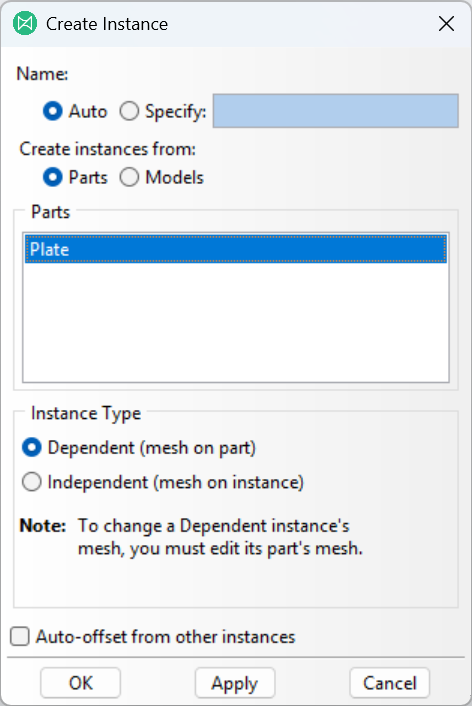 Create Instance
Name:
Auto Specify:
Create instances from:
Parts Models
Parts
Plate
Instance Type
Dependent (mesh on part)
Independent (mesh on instance)
Note: To change a Dependent instance's
mesh, you must edit its part's mesh.
Auto-offset from other instances
OK Apply Cancel